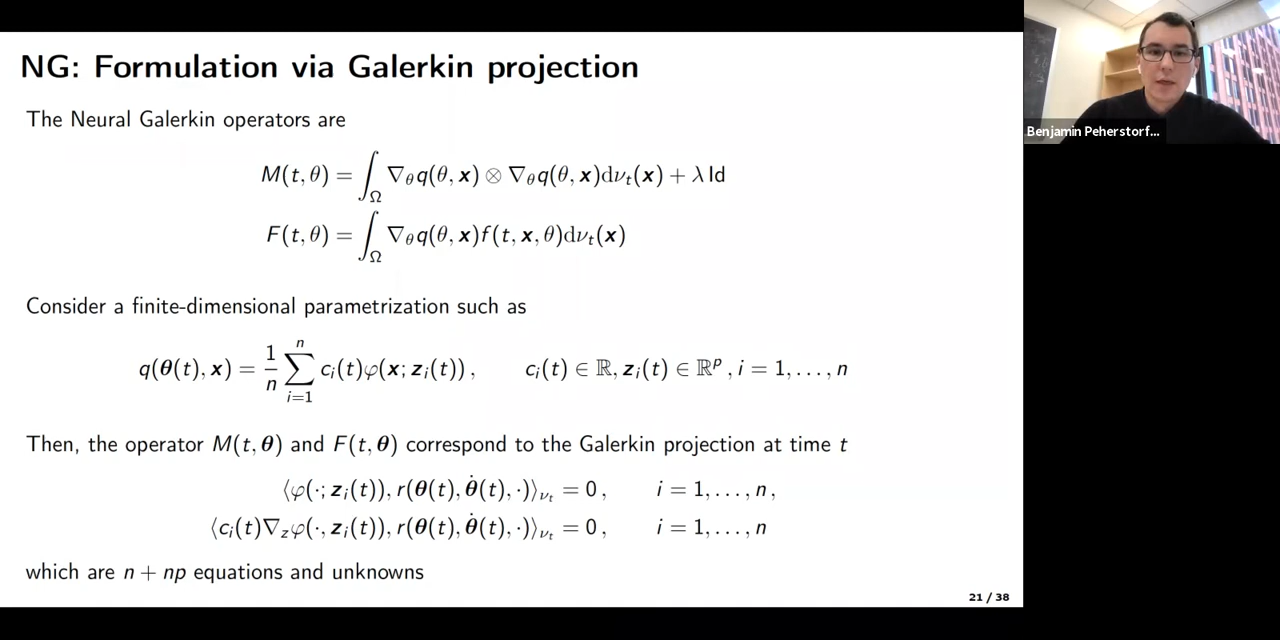 NG: Formulation via Galerkin projection
The Neural Galerkin operators are
M(t, θ) = ∫_Ω ∇_θ q(θ, x) ⊗ ∇_θ q(θ, x) dν_t(x) + λ Id
F(t, θ) = ∫_Ω ∇_θ q(θ, x) f(t, x, θ) dν_t(x)
Consider a finite-dimensional parametrization such as
q(θ(t), x) = 1/n ∑_{i=1}^{n} c_i(t)φ(x; z_i(t)) , c_i(t) ∈ ℝ, z_i(t) ∈ ℝ^p , i = 1, . . . , n
Then, the operator M(t, θ) and F(t, θ) correspond to the Galerkin projection at time t
⟨φ(·; z_i(t)), r(θ(t), θ̇(t), ·)⟩_{ν_t} = 0 , i = 1, . . . , n ,
⟨c_i(t)∇_z φ(·, z_i(t)), r(θ(t), θ̇(t), ·)⟩_{ν_t} = 0 , i = 1, . . . , n
which are n + np equations and unknowns
21 / 38
Benjamin Peherstorf...